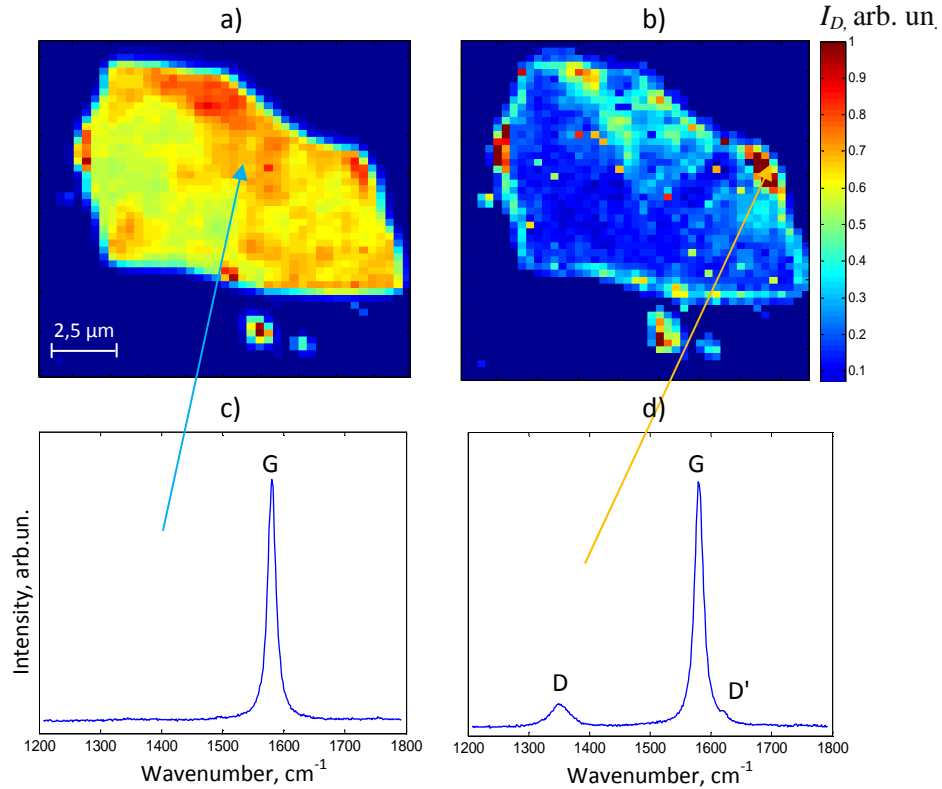 a)
b)
I_D, arb. un.
1
0.9
0.8
0.7
0.6
0.5
0.4
0.3
0.2
0.1
2,5 µm
c)
d)
G
G
D
D'
Intensity, arb.un.
1200 1300 1400 1500 1600 1700 1800
1200 1300 1400 1500 1600 1700 1800
Wavenumber, cm⁻¹
Wavenumber, cm⁻¹